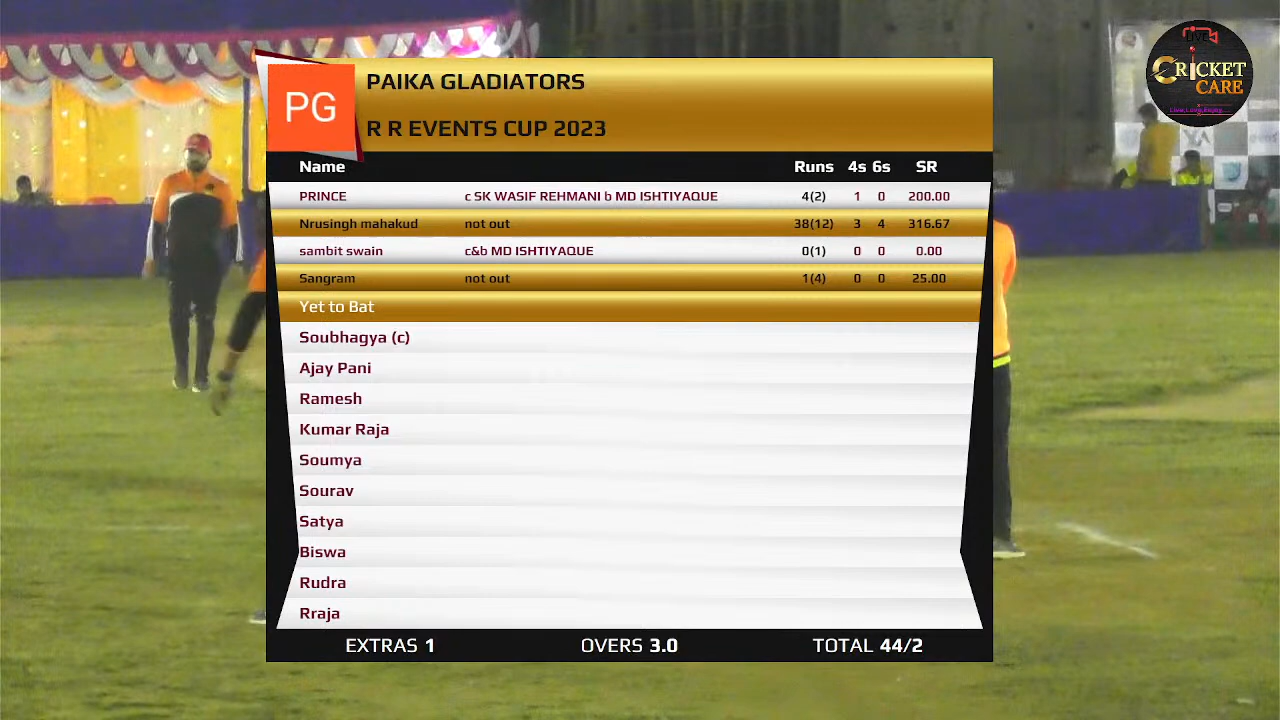 PG
PAIKA GLADIATORS
R R EVENTS CUP 2023
LIVE
CRICKET
CARE
Live,Long,Enjoy....
Name Runs 4s 6s SR
PRINCE c SK WASIF REHMANI b MD ISHTIYAQUE 4(2) 1 0 200.00
Nrusingh mahakud not out 38(12) 3 4 316.67
sambit swain c&b MD ISHTIYAQUE 0(1) 0 0 0.00
Sangram not out 1(4) 0 0 25.00
Yet to Bat
Soubhagya (c)
Ajay Pani
Ramesh
Kumar Raja
Soumya
Sourav
Satya
Biswa
Rudra
Rraja
EXTRAS 1 OVERS 3.0 TOTAL 44/2